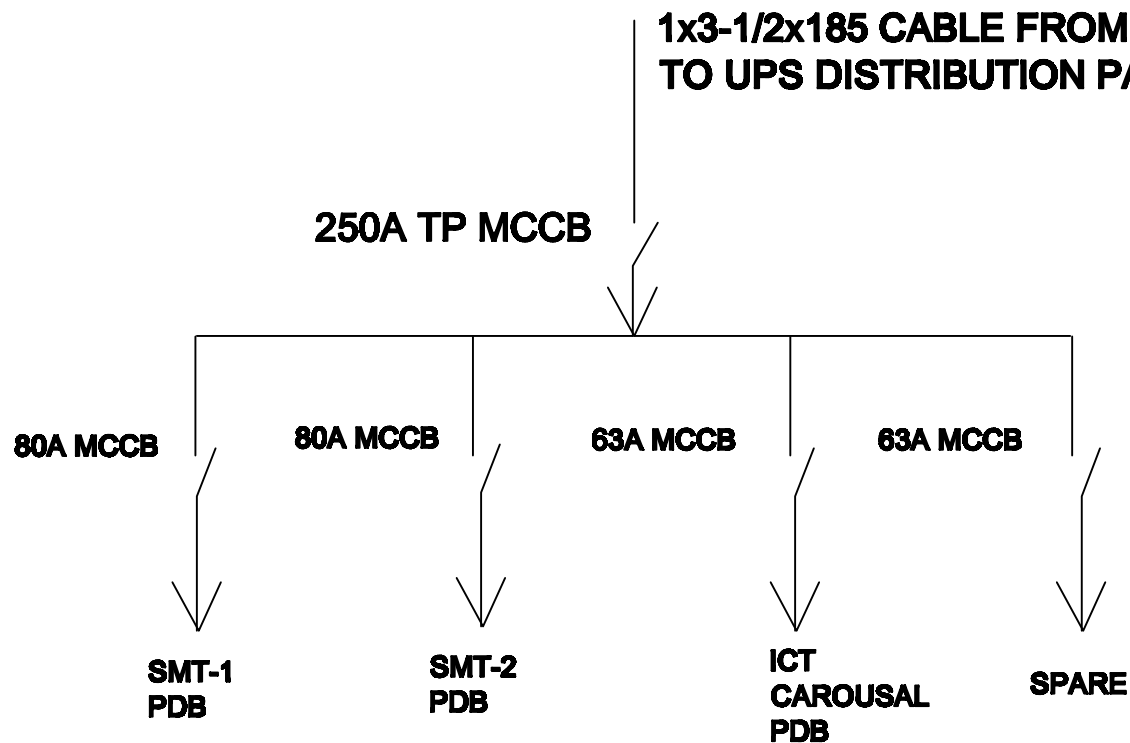 1x3-1/2x185 CABLE FROM
TO UPS DISTRIBUTION
250A TP MCCB
80A MCCB
80A MCCB
63A MCCB
63A MCCB
SMT-1
PDB
SMT-2
PDB
ICT
CAROUSAL
PDB
SPARE